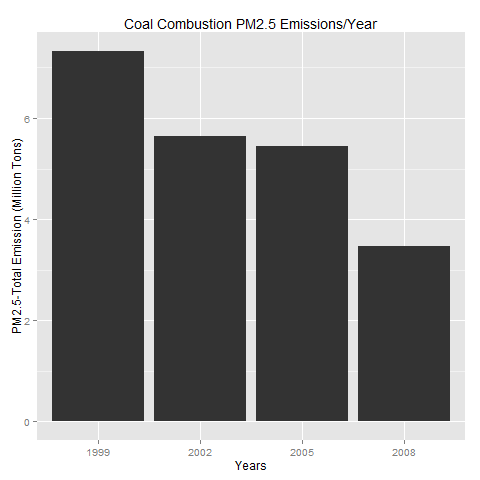 Coal Combustion PM2.5 Emissions/Year
PM2.5-Total Emission (Million Tons)
6
4
2
0
1999 2002 2005 2008
Years